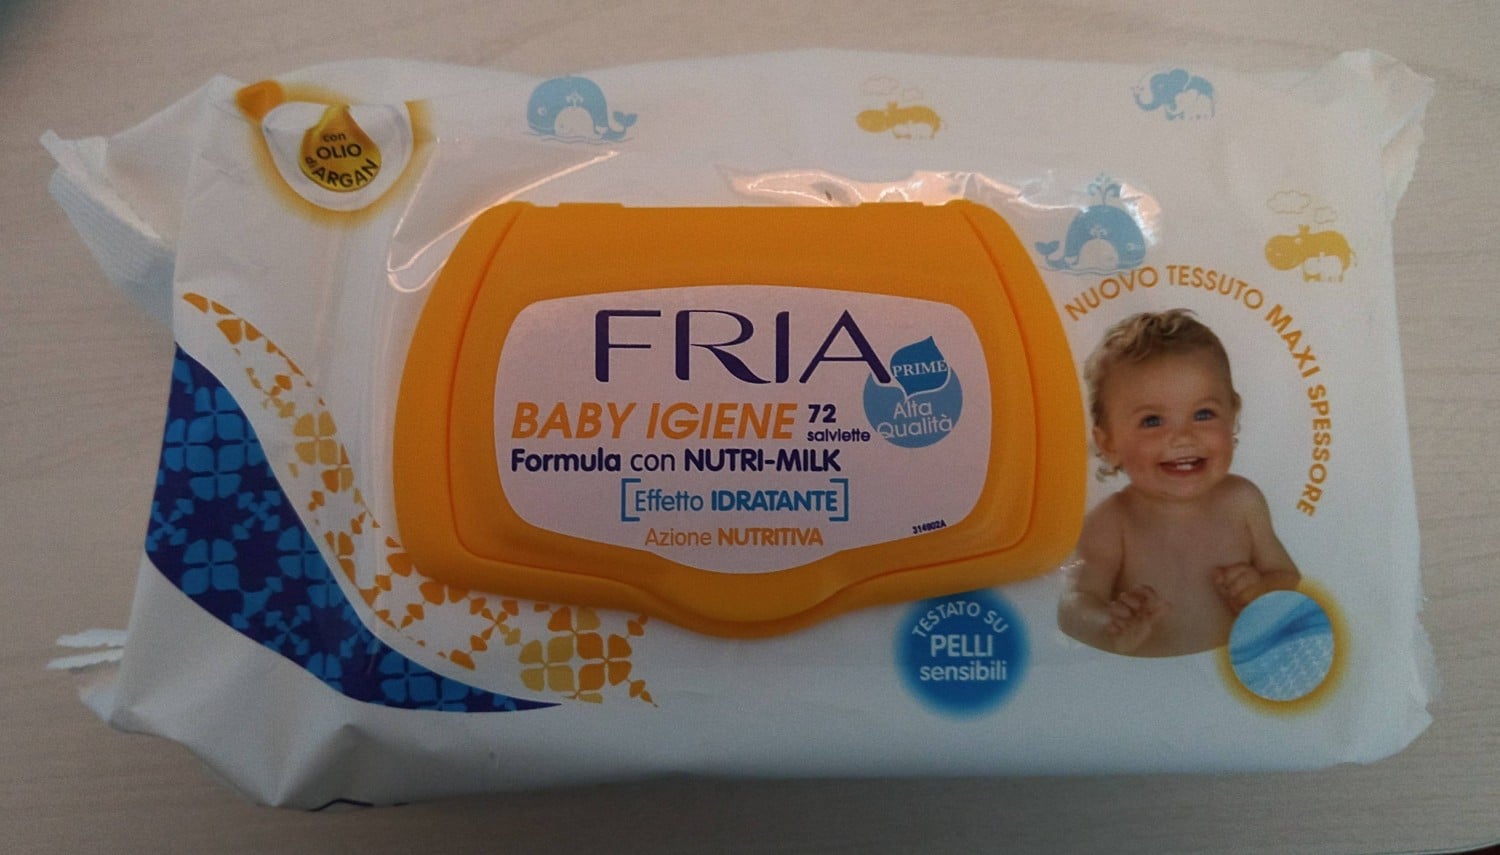 con
OLIO
di ARGAN
FRIA
PRIME
Alta
Qualità
BABY IGIENE 72
salviette
Formula con NUTRI-MILK
[Effetto IDRATANTE]
Azione NUTRITIVA
314902A
NUOVO TESSUTO MAXI SPESSORE
TESTATO SU
PELLI
sensibili